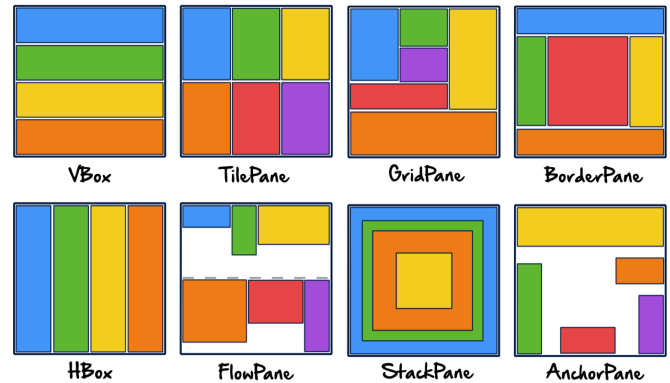 VBox
TilePane
GridPane
BorderPane
HBox
FlowPane
StackPane
AnchorPane